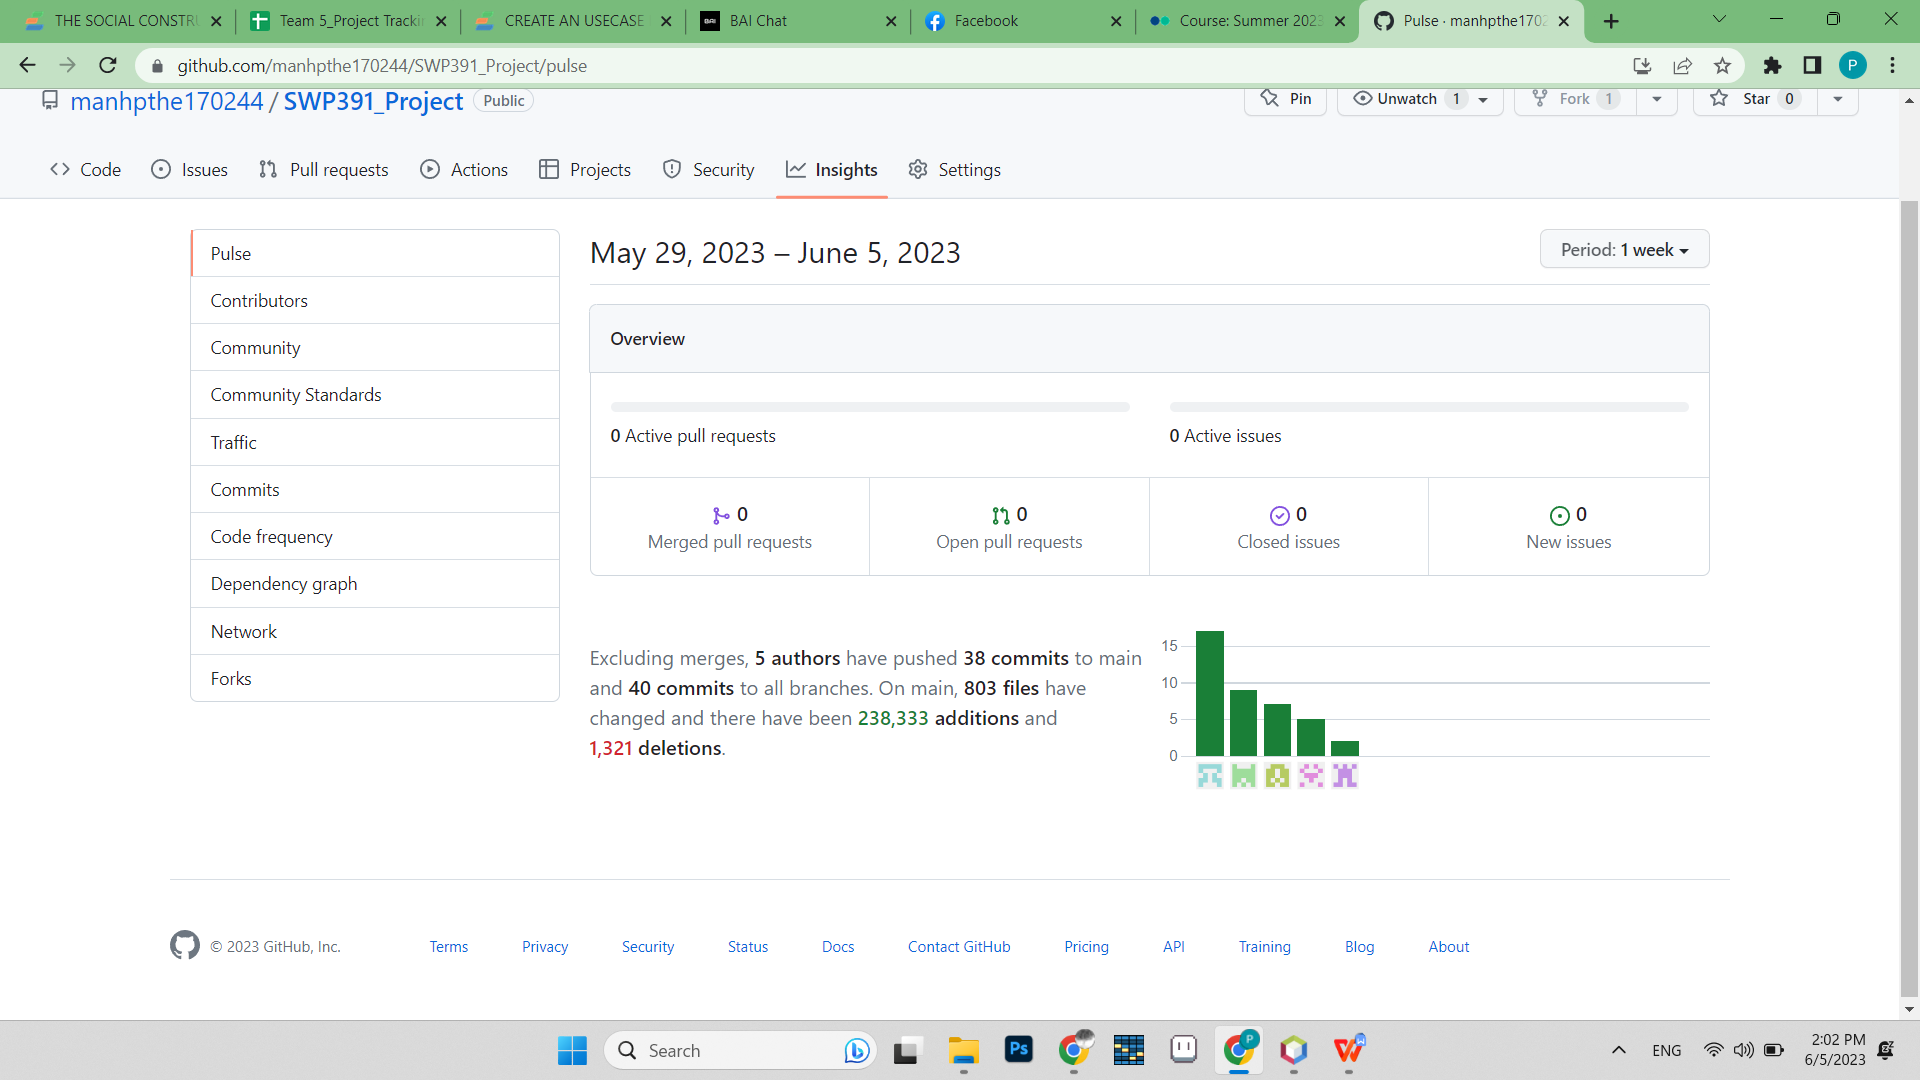 THE SOCIAL CONSTRU
Team 5_Project Trackin
CREATE AN USECASE
BAI Chat
Facebook
Course: Summer 2023
Pulse · manhpthe1702
github.com/manhpthe170244/SWP391_Project/pulse
P
manhpthe170244 / SWP391_Project Public
Pin
Unwatch 1
Fork 1
Star 0
Code
Issues
Pull requests
Actions
Projects
Security
Insights
Settings
Pulse
Contributors
Community
Community Standards
Traffic
Commits
Code frequency
Dependency graph
Network
Forks
May 29, 2023 – June 5, 2023
Period: 1 week
Overview
0 Active pull requests
0 Active issues
0
Merged pull requests
0
Open pull requests
0
Closed issues
0
New issues
Excluding merges, 5 authors have pushed 38 commits to main
and 40 commits to all branches. On main, 803 files have
changed and there have been 238,333 additions and
1,321 deletions.
15
10
5
0
© 2023 GitHub, Inc.
Terms
Privacy
Security
Status
Docs
Contact GitHub
Pricing
API
Training
Blog
About
Search
Ps
P
ENG
2:02 PM
6/5/2023